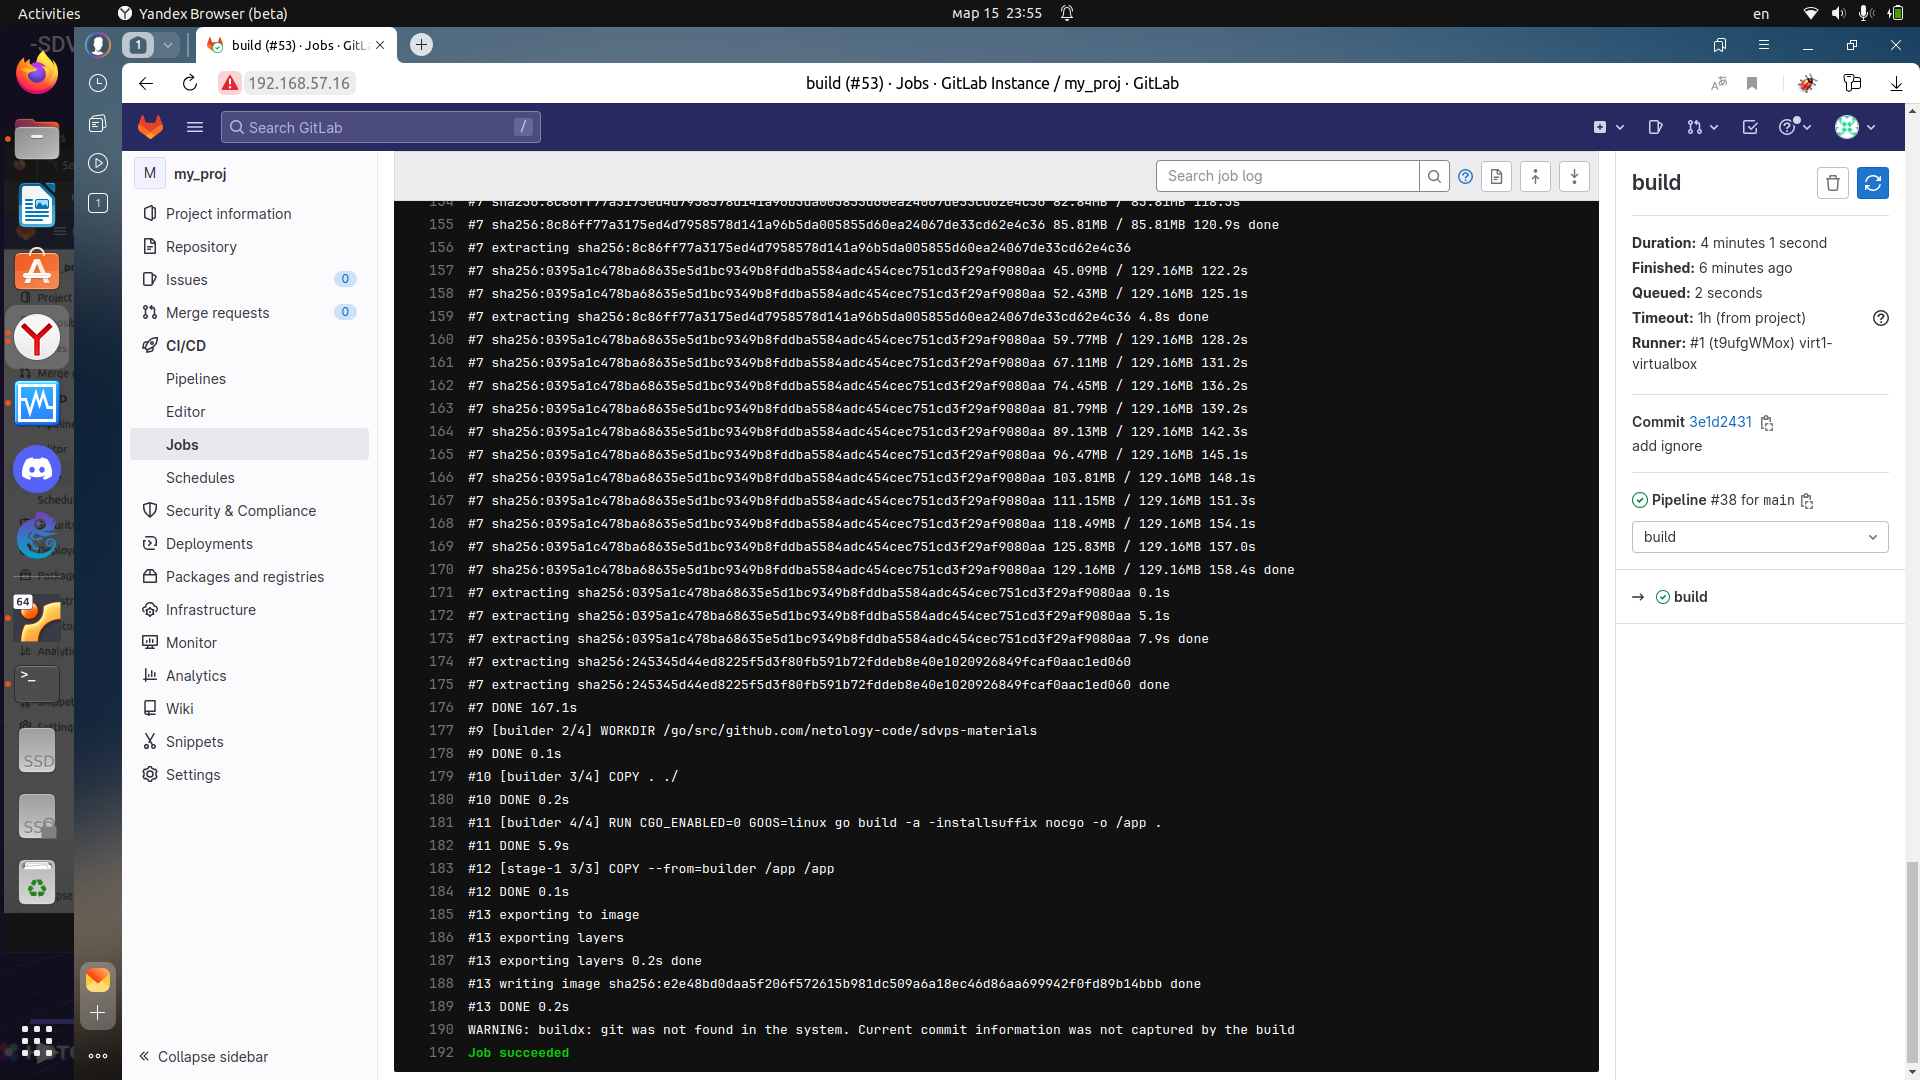 Activities
Yandex Browser (beta)
мар 15 23:55
en
1
build (#53) · Jobs · GitL
192.168.57.16
build (#53) · Jobs · GitLab Instance / my_proj · GitLab
Search GitLab
/
M my_proj
Project information
Repository
Issues 0
Merge requests 0
CI/CD
Pipelines
Editor
Jobs
Schedules
Security & Compliance
Deployments
Packages and registries
Infrastructure
Monitor
Analytics
Wiki
Snippets
Settings
Collapse sidebar
Search job log
155 #7 sha256:8c86ff77a3175ed4d7958578d141a96b5da005855d60ea24067de33cd62e4c36 85.81MB / 85.81MB 120.9s done
156 #7 extracting sha256:8c86ff77a3175ed4d7958578d141a96b5da005855d60ea24067de33cd62e4c36
157 #7 sha256:0395a1c478ba68635e5d1bc9349b8fddba5584adc454cec751cd3f29af9080aa 45.09MB / 129.16MB 122.2s
158 #7 sha256:0395a1c478ba68635e5d1bc9349b8fddba5584adc454cec751cd3f29af9080aa 52.43MB / 129.16MB 125.1s
159 #7 extracting sha256:8c86ff77a3175ed4d7958578d141a96b5da005855d60ea24067de33cd62e4c36 4.8s done
160 #7 sha256:0395a1c478ba68635e5d1bc9349b8fddba5584adc454cec751cd3f29af9080aa 59.77MB / 129.16MB 128.2s
161 #7 sha256:0395a1c478ba68635e5d1bc9349b8fddba5584adc454cec751cd3f29af9080aa 67.11MB / 129.16MB 131.2s
162 #7 sha256:0395a1c478ba68635e5d1bc9349b8fddba5584adc454cec751cd3f29af9080aa 74.45MB / 129.16MB 136.2s
163 #7 sha256:0395a1c478ba68635e5d1bc9349b8fddba5584adc454cec751cd3f29af9080aa 81.79MB / 129.16MB 139.2s
164 #7 sha256:0395a1c478ba68635e5d1bc9349b8fddba5584adc454cec751cd3f29af9080aa 89.13MB / 129.16MB 142.3s
165 #7 sha256:0395a1c478ba68635e5d1bc9349b8fddba5584adc454cec751cd3f29af9080aa 96.47MB / 129.16MB 145.1s
166 #7 sha256:0395a1c478ba68635e5d1bc9349b8fddba5584adc454cec751cd3f29af9080aa 103.81MB / 129.16MB 148.1s
167 #7 sha256:0395a1c478ba68635e5d1bc9349b8fddba5584adc454cec751cd3f29af9080aa 111.15MB / 129.16MB 151.3s
168 #7 sha256:0395a1c478ba68635e5d1bc9349b8fddba5584adc454cec751cd3f29af9080aa 118.49MB / 129.16MB 154.1s
169 #7 sha256:0395a1c478ba68635e5d1bc9349b8fddba5584adc454cec751cd3f29af9080aa 125.83MB / 129.16MB 157.0s
170 #7 sha256:0395a1c478ba68635e5d1bc9349b8fddba5584adc454cec751cd3f29af9080aa 129.16MB / 129.16MB 158.4s done
171 #7 extracting sha256:0395a1c478ba68635e5d1bc9349b8fddba5584adc454cec751cd3f29af9080aa 0.1s
172 #7 extracting sha256:0395a1c478ba68635e5d1bc9349b8fddba5584adc454cec751cd3f29af9080aa 5.1s
173 #7 extracting sha256:0395a1c478ba68635e5d1bc9349b8fddba5584adc454cec751cd3f29af9080aa 7.9s done
174 #7 extracting sha256:245345d44ed8225f5d3f80fb591b72fddeb8e40e1020926849fcaf0aac1ed060
175 #7 extracting sha256:245345d44ed8225f5d3f80fb591b72fddeb8e40e1020926849fcaf0aac1ed060 done
176 #7 DONE 167.1s
177 #9 [builder 2/4] WORKDIR /go/src/github.com/netology-code/sdvps-materials
178 #9 DONE 0.1s
179 #10 [builder 3/4] COPY . ./
180 #10 DONE 0.2s
181 #11 [builder 4/4] RUN CGO_ENABLED=0 GOOS=linux go build -a -installsuffix nocgo -o /app .
182 #11 DONE 5.9s
183 #12 [stage-1 3/3] COPY --from=builder /app /app
184 #12 DONE 0.1s
185 #13 exporting to image
186 #13 exporting layers
187 #13 exporting layers 0.2s done
188 #13 writing image sha256:e2e48bd0daa5f206f572615b981dc509a6a18ec46d86aa699942f0fd89b14bbb done
189 #13 DONE 0.2s
190 WARNING: buildx: git was not found in the system. Current commit information was not captured by the build
192 Job succeeded
build
Duration: 4 minutes 1 second
Finished: 6 minutes ago
Queued: 2 seconds
Timeout: 1h (from project)
Runner: #1 (t9ufgWMox) virt1-
virtualbox
Commit 3e1d2431
add ignore
Pipeline #38 for main
build
build
1
64
SSD
SSD